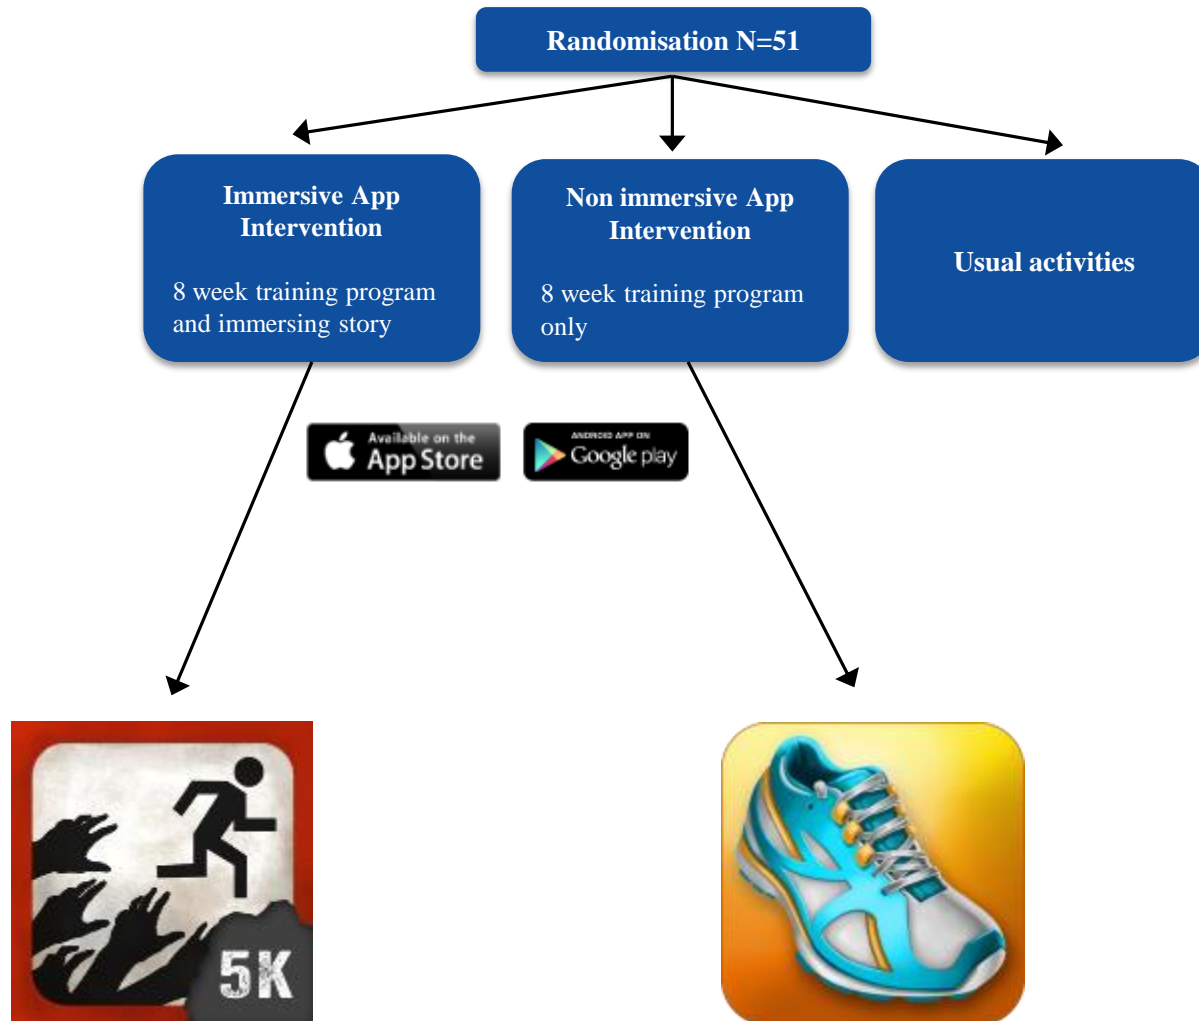 Randomisation N=51
Immersive App
Intervention
8 week training program
and immersing story
Non immersive App
Intervention
8 week training program
only
Usual activities
Available on the
App Store
ANDROID APP ON
Google play
5K